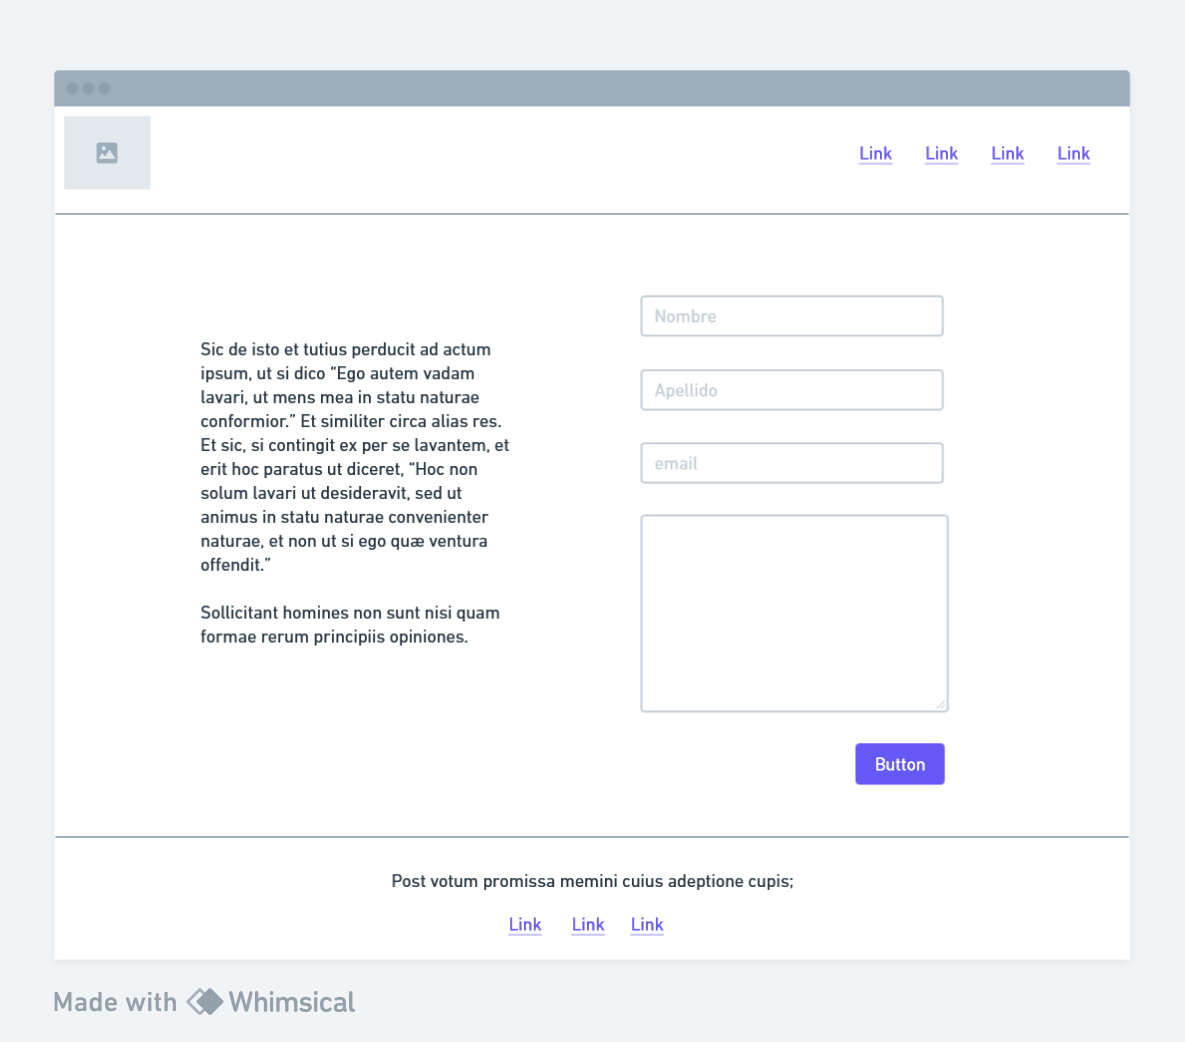 Link Link Link Link
Sic de isto et tutius perducit ad actum
ipsum, ut si dico “Ego autem vadam
lavari, ut mens mea in statu naturae
conformior.” Et similiter circa alias res.
Et sic, si contingit ex per se lavantem, et
erit hoc paratus ut diceret, “Hoc non
solum lavari ut desideravit, sed ut
animus in statu naturae convenienter
naturae, et non ut si ego quæ ventura
offendit.”
Sollicitant homines non sunt nisi quam
formae rerum principiis opiniones.
Nombre
Apellido
email
Button
Post votum promissa memini cuius adeptione cupis;
Link Link Link
Made with Whimsical